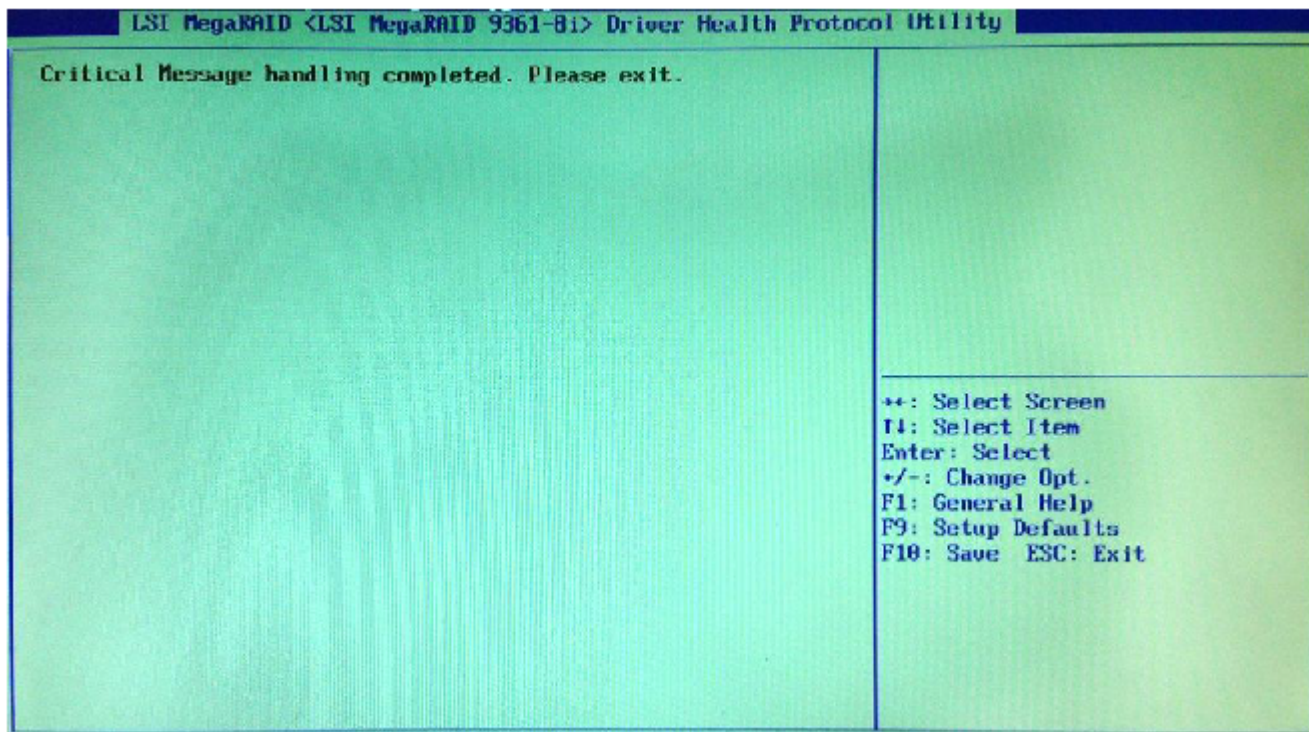 LSI MegaRAID <LSI MegaRAID 9361-8i> Driver Health Protocol Utility
Critical Message handling completed. Please exit.
→←: Select Screen
↑↓: Select Item
Enter: Select
+/-: Change Opt.
F1: General Help
F9: Setup Defaults
F10: Save ESC: Exit